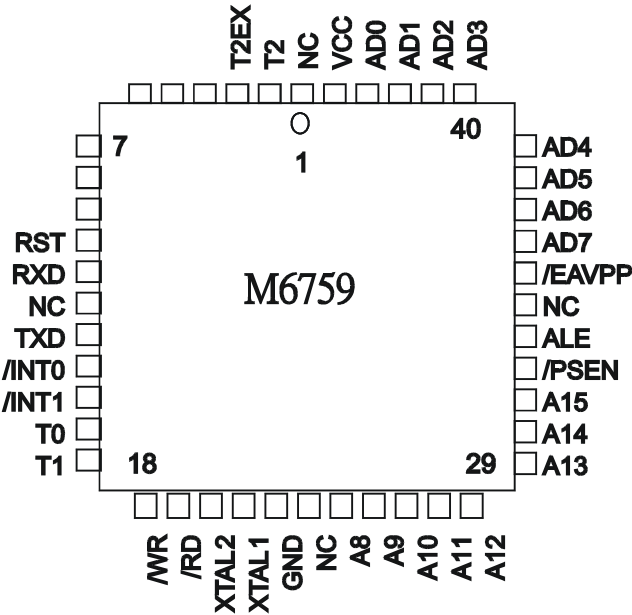 T2EX
T2
NC
VCC
AD0
AD1
AD2
AD3
7
1
40
RST
RXD
NC
TXD
/INT0
/INT1
T0
T1
M6759
AD4
AD5
AD6
AD7
/EAVPP
NC
ALE
/PSEN
A15
A14
A13
18
29
/WR
/RD
XTAL2
XTAL1
GND
NC
A8
A9
A10
A11
A12